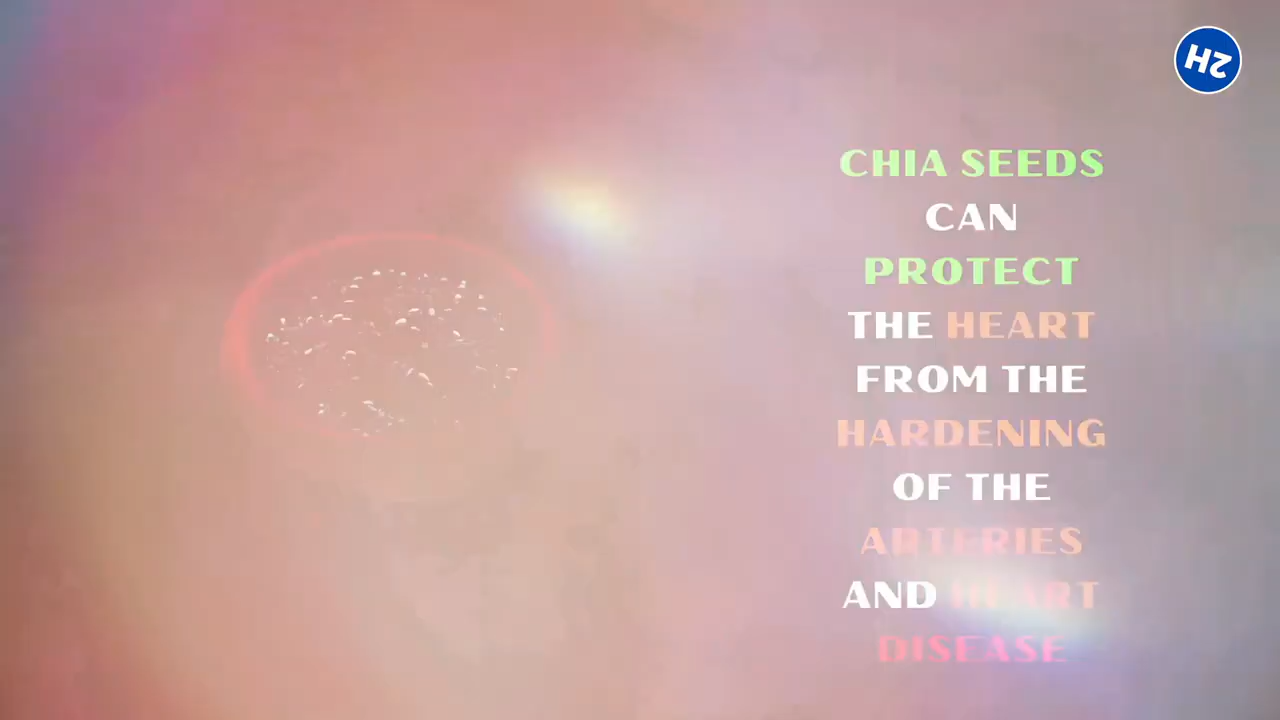 HZ
CHIA SEEDS
CAN
PROTECT
THE HEART
FROM THE
HARDENING
OF THE
ARTERIES
AND HEART
DISEASE